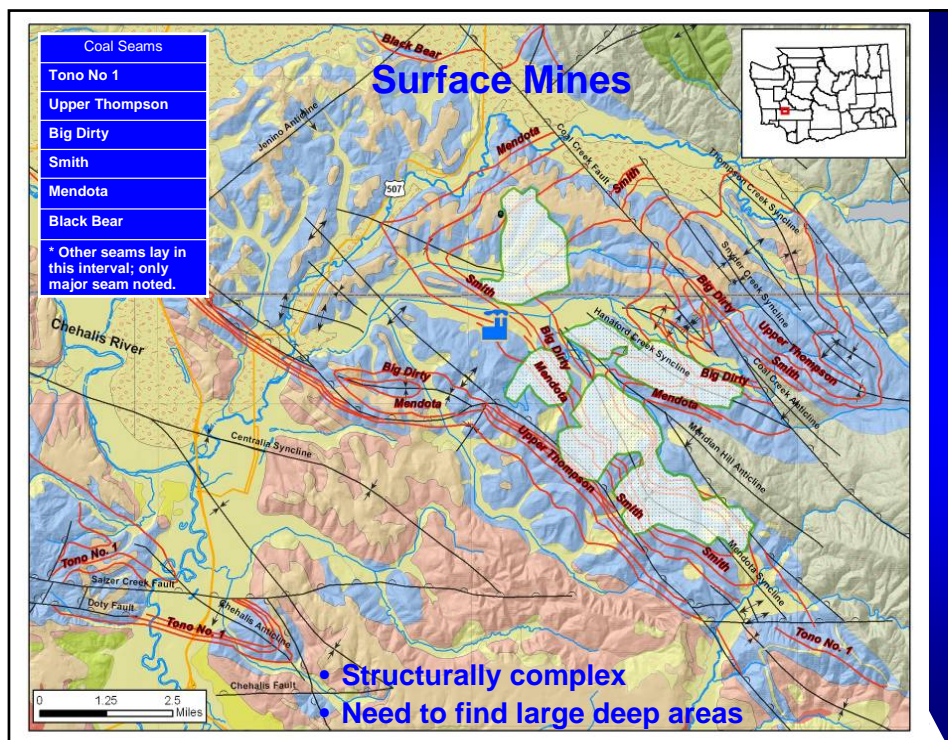 Surface Mines
Coal Seams
Tono No 1
Upper Thompson
Big Dirty
Smith
Mendota
Black Bear
* Other seams lay in
this interval; only
major seam noted.
Black Bear
Jenino Anticline
507
Mendota
Coal Creek Fault
Smith
Thompson Creek Syncline
Snyder Creek Syncline
Big Dirty
Upper Thompson
Smith
Coal Creek Anticline
Smith
Hanaford Creek Syncline
Big Dirty
Mendota
Big Dirty
Mendota
Meridian Hill Anticline
Chehalis River
Big Dirty
Mendota
Centralia Syncline
Upper Thompson
Smith
Smith
Mendota Syncline
Tono No. 1
Tono No. 1
Salzer Creek Fault
Doty Fault
Chehalis Anticline
Tono No. 1
Chehalis Fault
0 1.25 2.5
Miles
• Structurally complex
• Need to find large deep areas